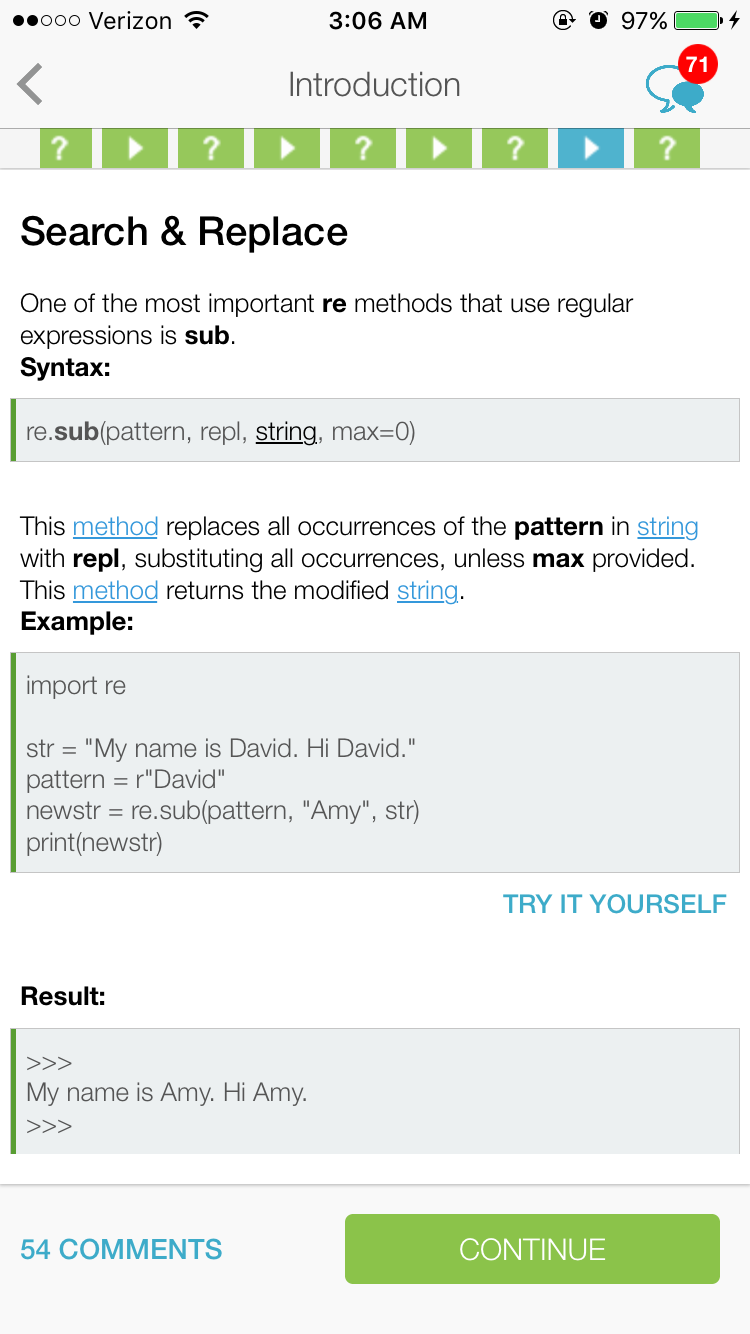 Verizon 3:06 AM 97%
Introduction 71
? ? ? ? ?
Search & Replace
One of the most important re methods that use regular
expressions is sub.
Syntax:
re.sub(pattern, repl, string, max=0)
This method replaces all occurrences of the pattern in string
with repl, substituting all occurrences, unless max provided.
This method returns the modified string.
Example:
import re
str = "My name is David. Hi David."
pattern = r"David"
newstr = re.sub(pattern, "Amy", str)
print(newstr)
TRY IT YOURSELF
Result:
>>>
My name is Amy. Hi Amy.
>>>
54 COMMENTS CONTINUE